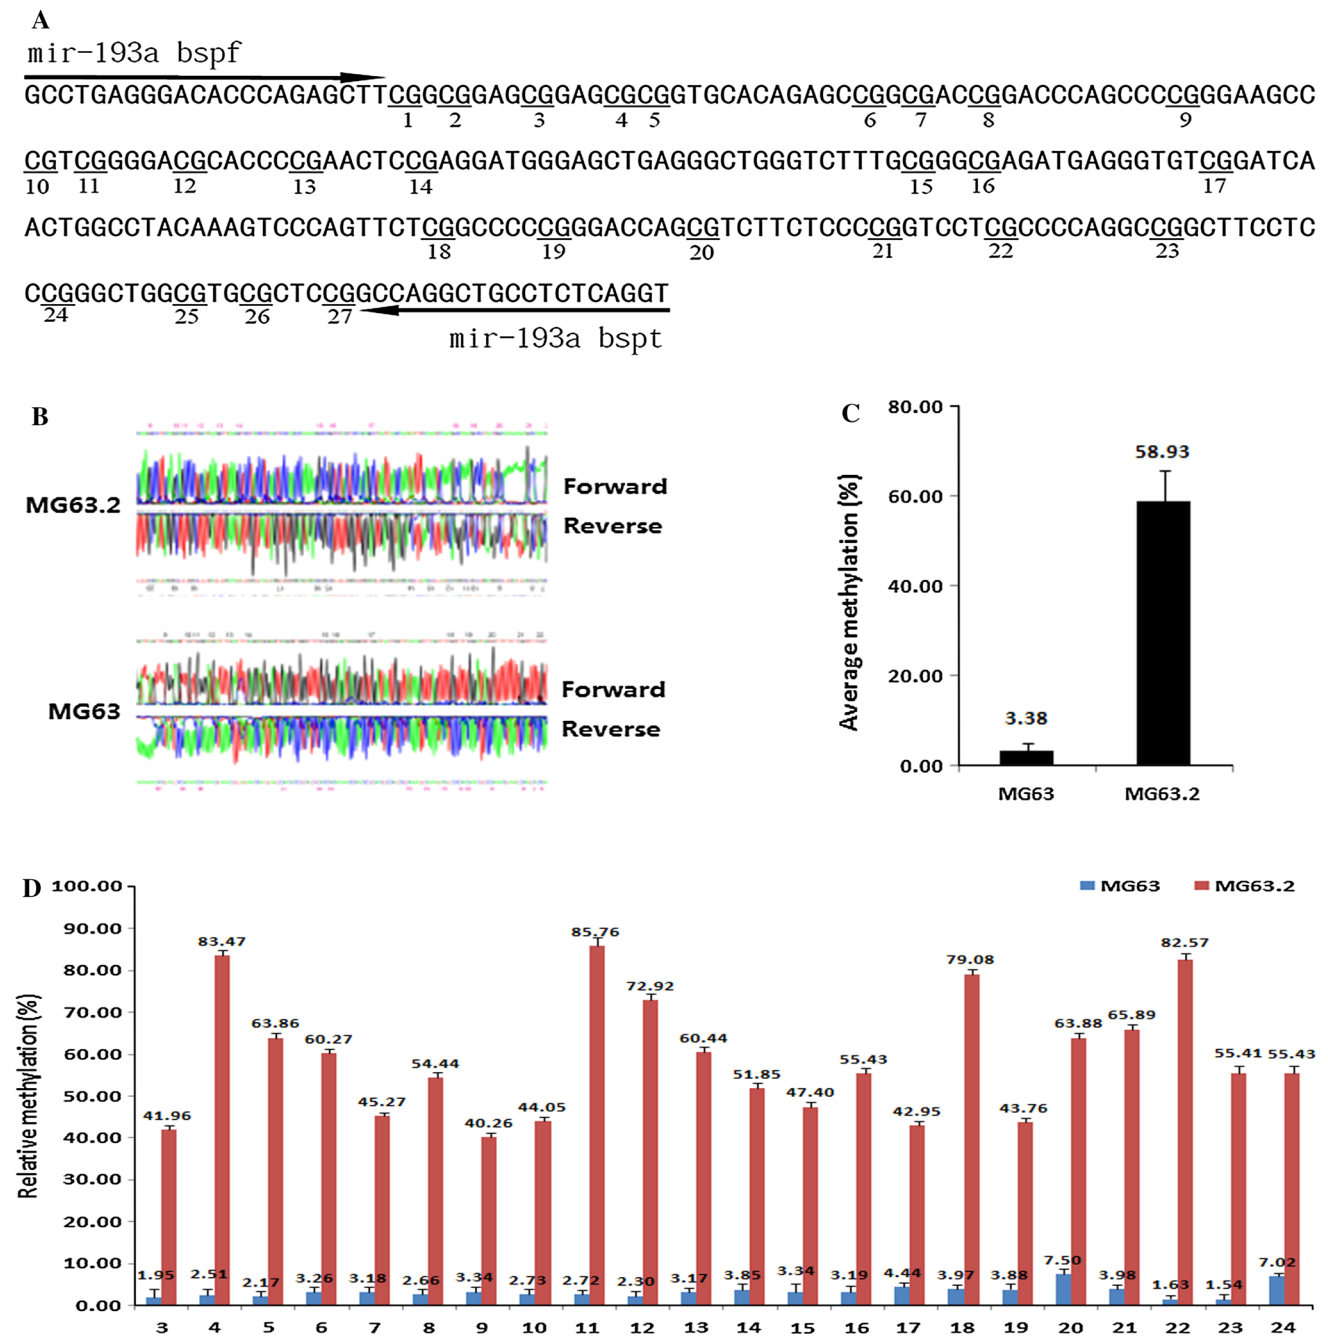 A
mir-193a bspf
GCCTGAGGGACACCCAGAGCTTCGGCGGAGCGGAGCGCGGTGCACAGAGCCGGCGACCGGACCCAGCCCCGGGAAGCC
1 2 3 4 5 6 7 8 9
CGTCGGGGACGCACCCCGAACTCCGAGGATGGGAGCTGAGGGCTGGGTCTTTGCGGGCGAGATGAGGGTGTCGGATCA
10 11 12 13 14 15 16 17
ACTGGCCTACAAAGTCCCAGTTCTCGGCCCCCGGGACCAGCGTCTTCTCCCCGGTCCTCGCCCCAGGCCGGCTTCCTC
18 19 20 21 22 23
CCGGGCTGGCGTGCGCTCCGGCCAGGCTGCCTCTCAGGT
24 25 26 27
mir-193a bspt
B
MG63.2
Forward
Reverse
MG63
Forward
Reverse
C
Average methylation (%)
80.00
60.00
40.00
20.00
0.00
3.38
58.93
MG63 MG63.2
D
Relative methylation (%)
MG63 MG63.2
100.00
90.00
80.00
70.00
60.00
50.00
40.00
30.00
20.00
10.00
0.00
41.96 83.47 63.86 60.27 45.27 54.44 40.26 44.05 85.76 72.92 60.44 51.85 47.40 55.43 42.95 79.08 43.76 63.88 65.89 82.57 55.41 55.43
1.95 2.51 2.17 3.26 3.18 2.66 3.34 2.73 2.72 2.30 3.17 3.85 3.34 3.19 4.44 3.97 3.88 7.50 3.98 1.63 1.54 7.02
3 4 5 6 7 8 9 10 11 12 13 14 15 16 17 18 19 20 21 22 23 24